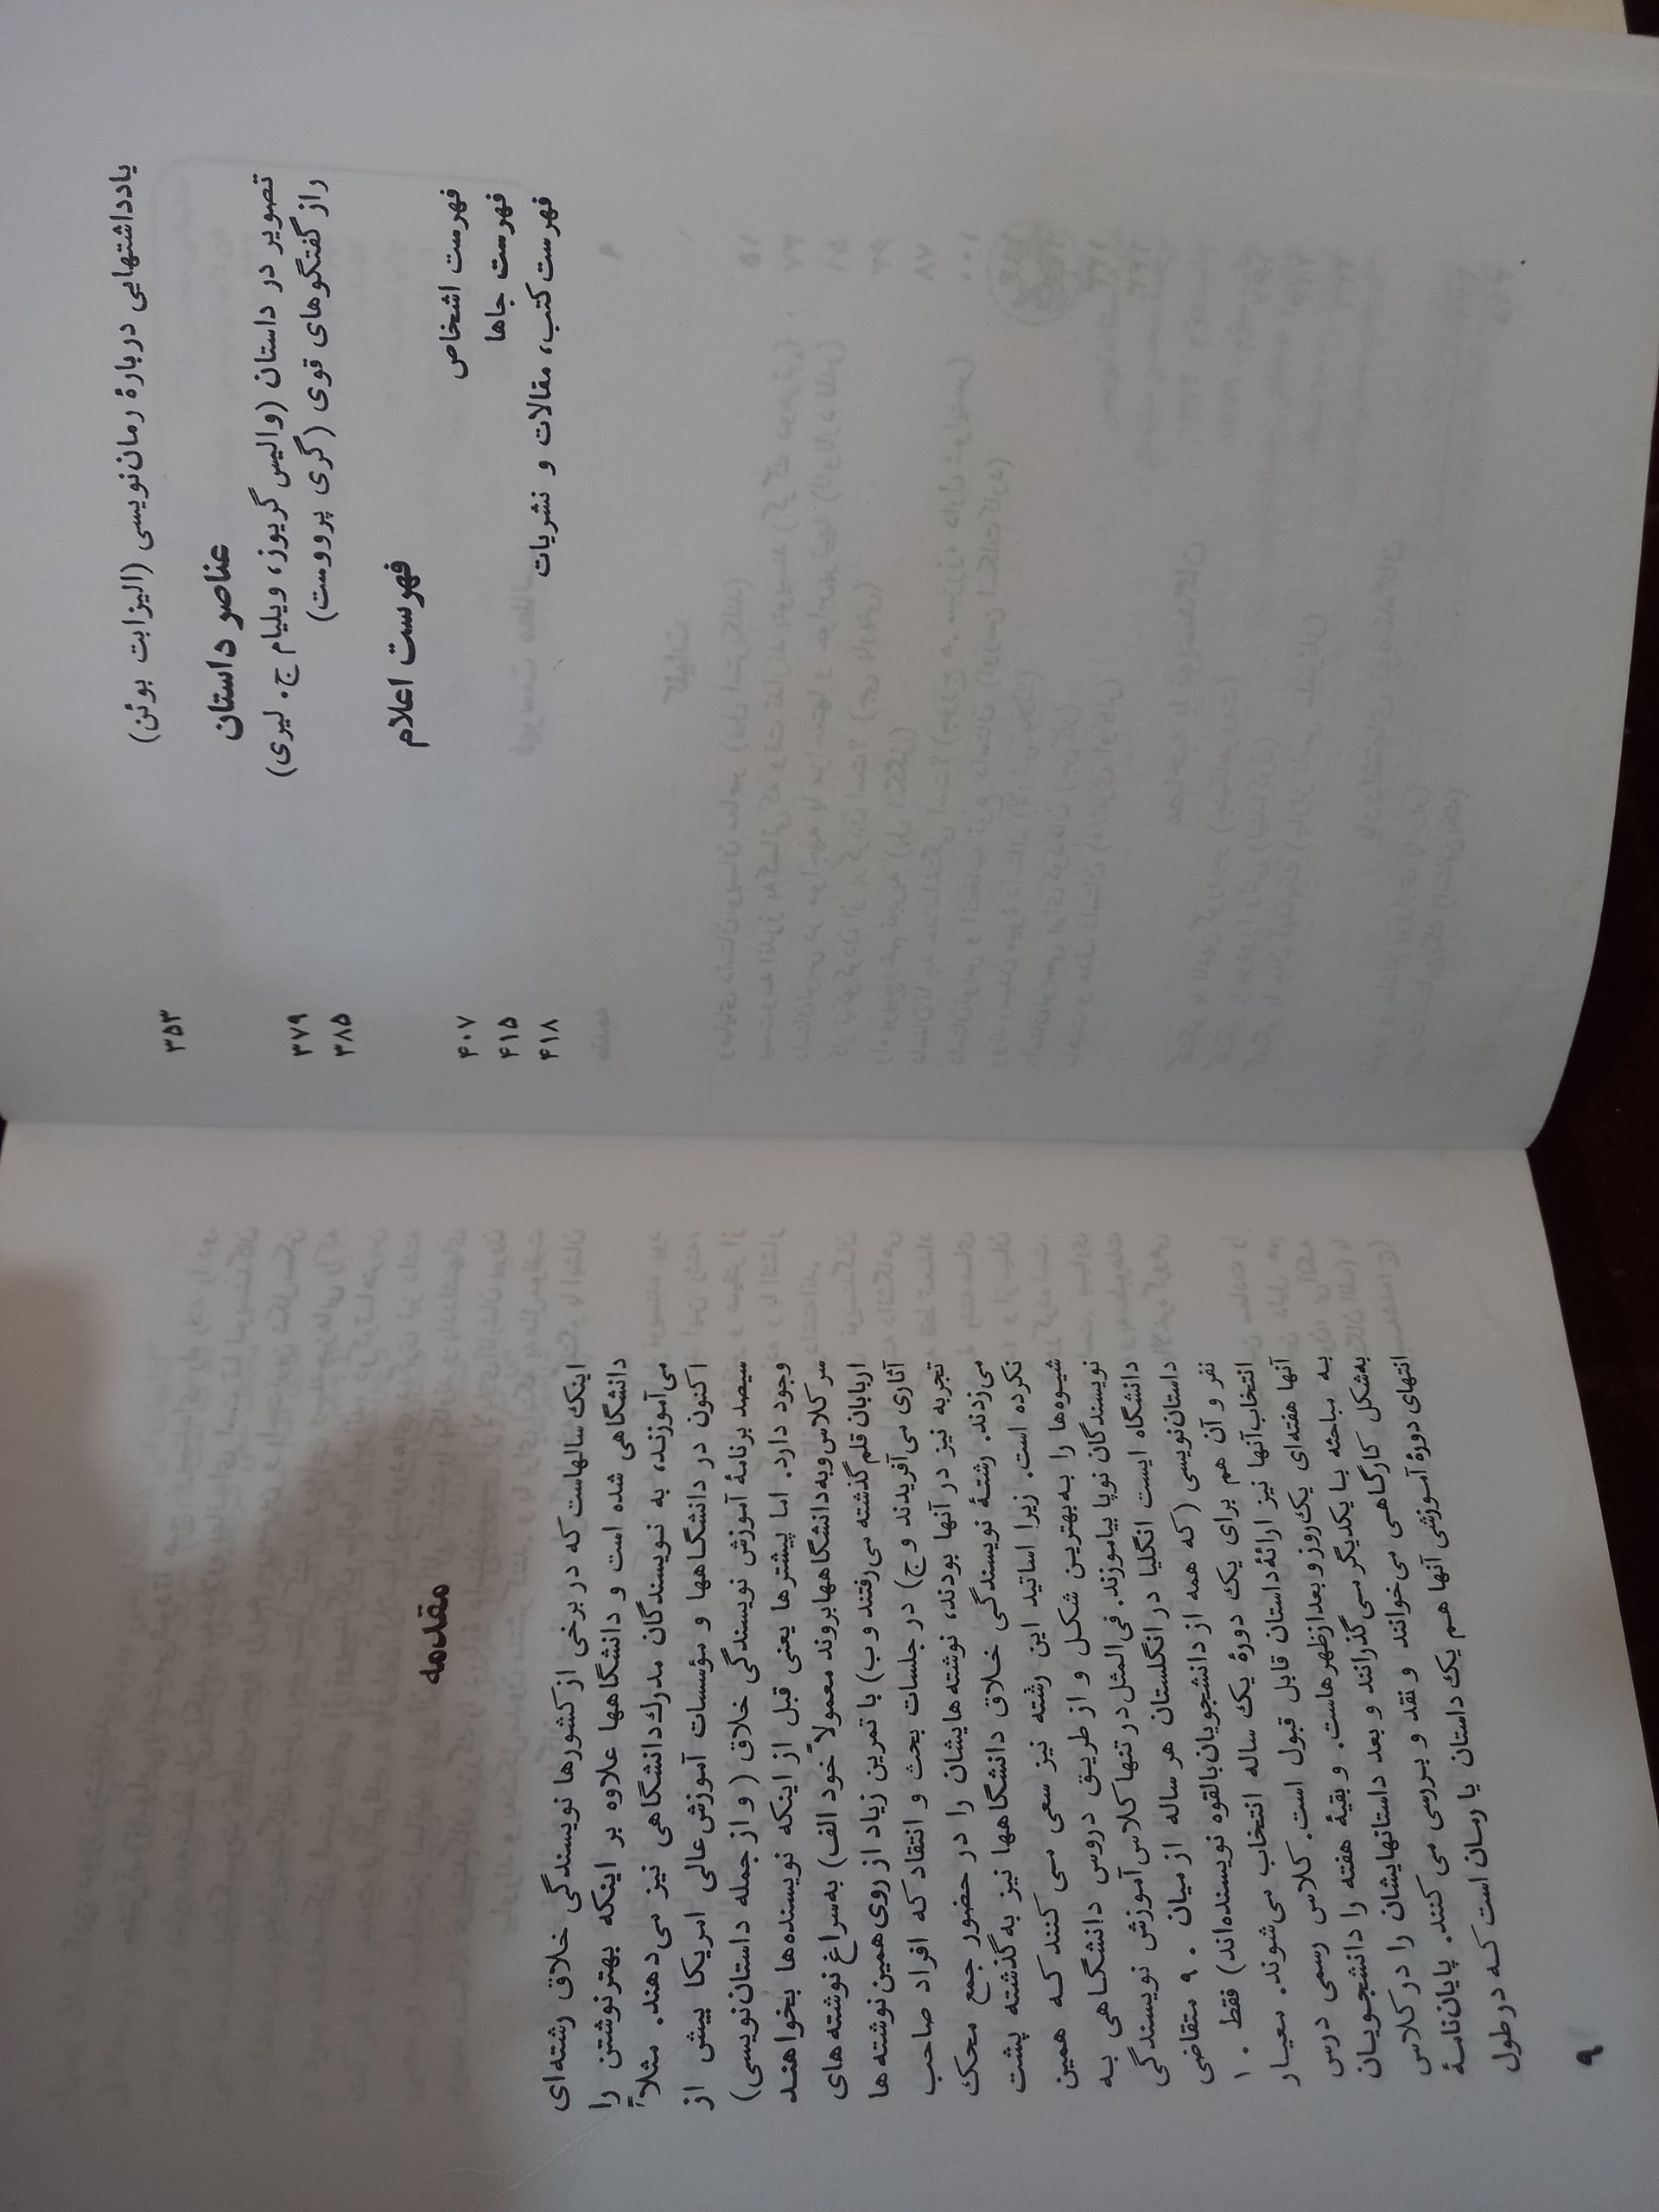 یادداشتهایی دربارهٔ رمان‌نویسی (الیزابت بوئن) ۳۵۳
عناصر داستان
تصویر در داستان (والیس گریوز، ویلیام ج. لیری) ۳۷۹
راز گفتگوهای قوی (گری پرووست) ۳۸۵
فهرست اعلام
فهرست اشخاص ۴۰۷
فهرست جاها ۴۱۵
فهرست کتب، مقالات و نشریات ۴۱۸
مقدمه
اینک سالهاست که در برخی از کشورها نویسندگی خلاق رشته‌ای
دانشگاهی شده است و دانشگاهها علاوه بر اینکه بهتر نوشتن را
می‌آموزند، به نویسندگان مدرک دانشگاهی نیز می‌دهند. مثلاً
اکنون در دانشگاهها و مؤسسات آموزش عالی امریکا بیش از
سیصد برنامهٔ آموزش نویسندگی خلاق (و از جمله داستان‌نویسی)
وجود دارد. اما پیشترها یعنی قبل از اینکه نویسنده‌ها بخواهند
سر کلاس و به دانشگاهها بروند معمولاً خود الف) به سراغ نوشته‌های
اربابان قلم گذشته می‌رفتند و ب) با تمرین زیاد از روی همین نوشته‌ها
آثاری می‌آفریدند و ج) در جلسات بحث و انتقاد که افراد صاحب
تجربه نیز در آنها بودند، نوشته‌هایشان را در حضور جمع محک
می‌زدند. رشتهٔ نویسندگی خلاق دانشگاهها نیز به گذشته پشت
نکرده است. زیرا اساتید این رشته نیز سعی می‌کنند که همین
شیوه‌ها را به بهترین شکل و از طریق دروس دانشگاهی به
نویسندگان نوپا بیاموزند. فی‌المثل در تنها کلاس آموزش نویسندگی
دانشگاه ایست انگلیا در انگلستان هر ساله از میان ۹۰ متقاضی
داستان‌نویسی (که همه از دانشجویان بالقوه نویسنده‌اند) فقط ۱۰
نفر و آن هم برای یک دورهٔ یک ساله انتخاب می‌شوند. معیار
انتخاب آنها نیز ارائهٔ داستان قابل قبول است. کلاس رسمی درس
آنها هفته‌ای یک روز و بعدازظهرهاست. و بقیهٔ هفته را دانشجویان
به مباحثه با یکدیگر می‌گذرانند و بعد داستانهایشان را در کلاس
به‌شکل کارگاهی می‌خوانند و نقد و بررسی می‌کنند. پایان‌نامهٔ
انتهای دورهٔ آموزشی آنها هم یک داستان یا رمان است که در طول
۹